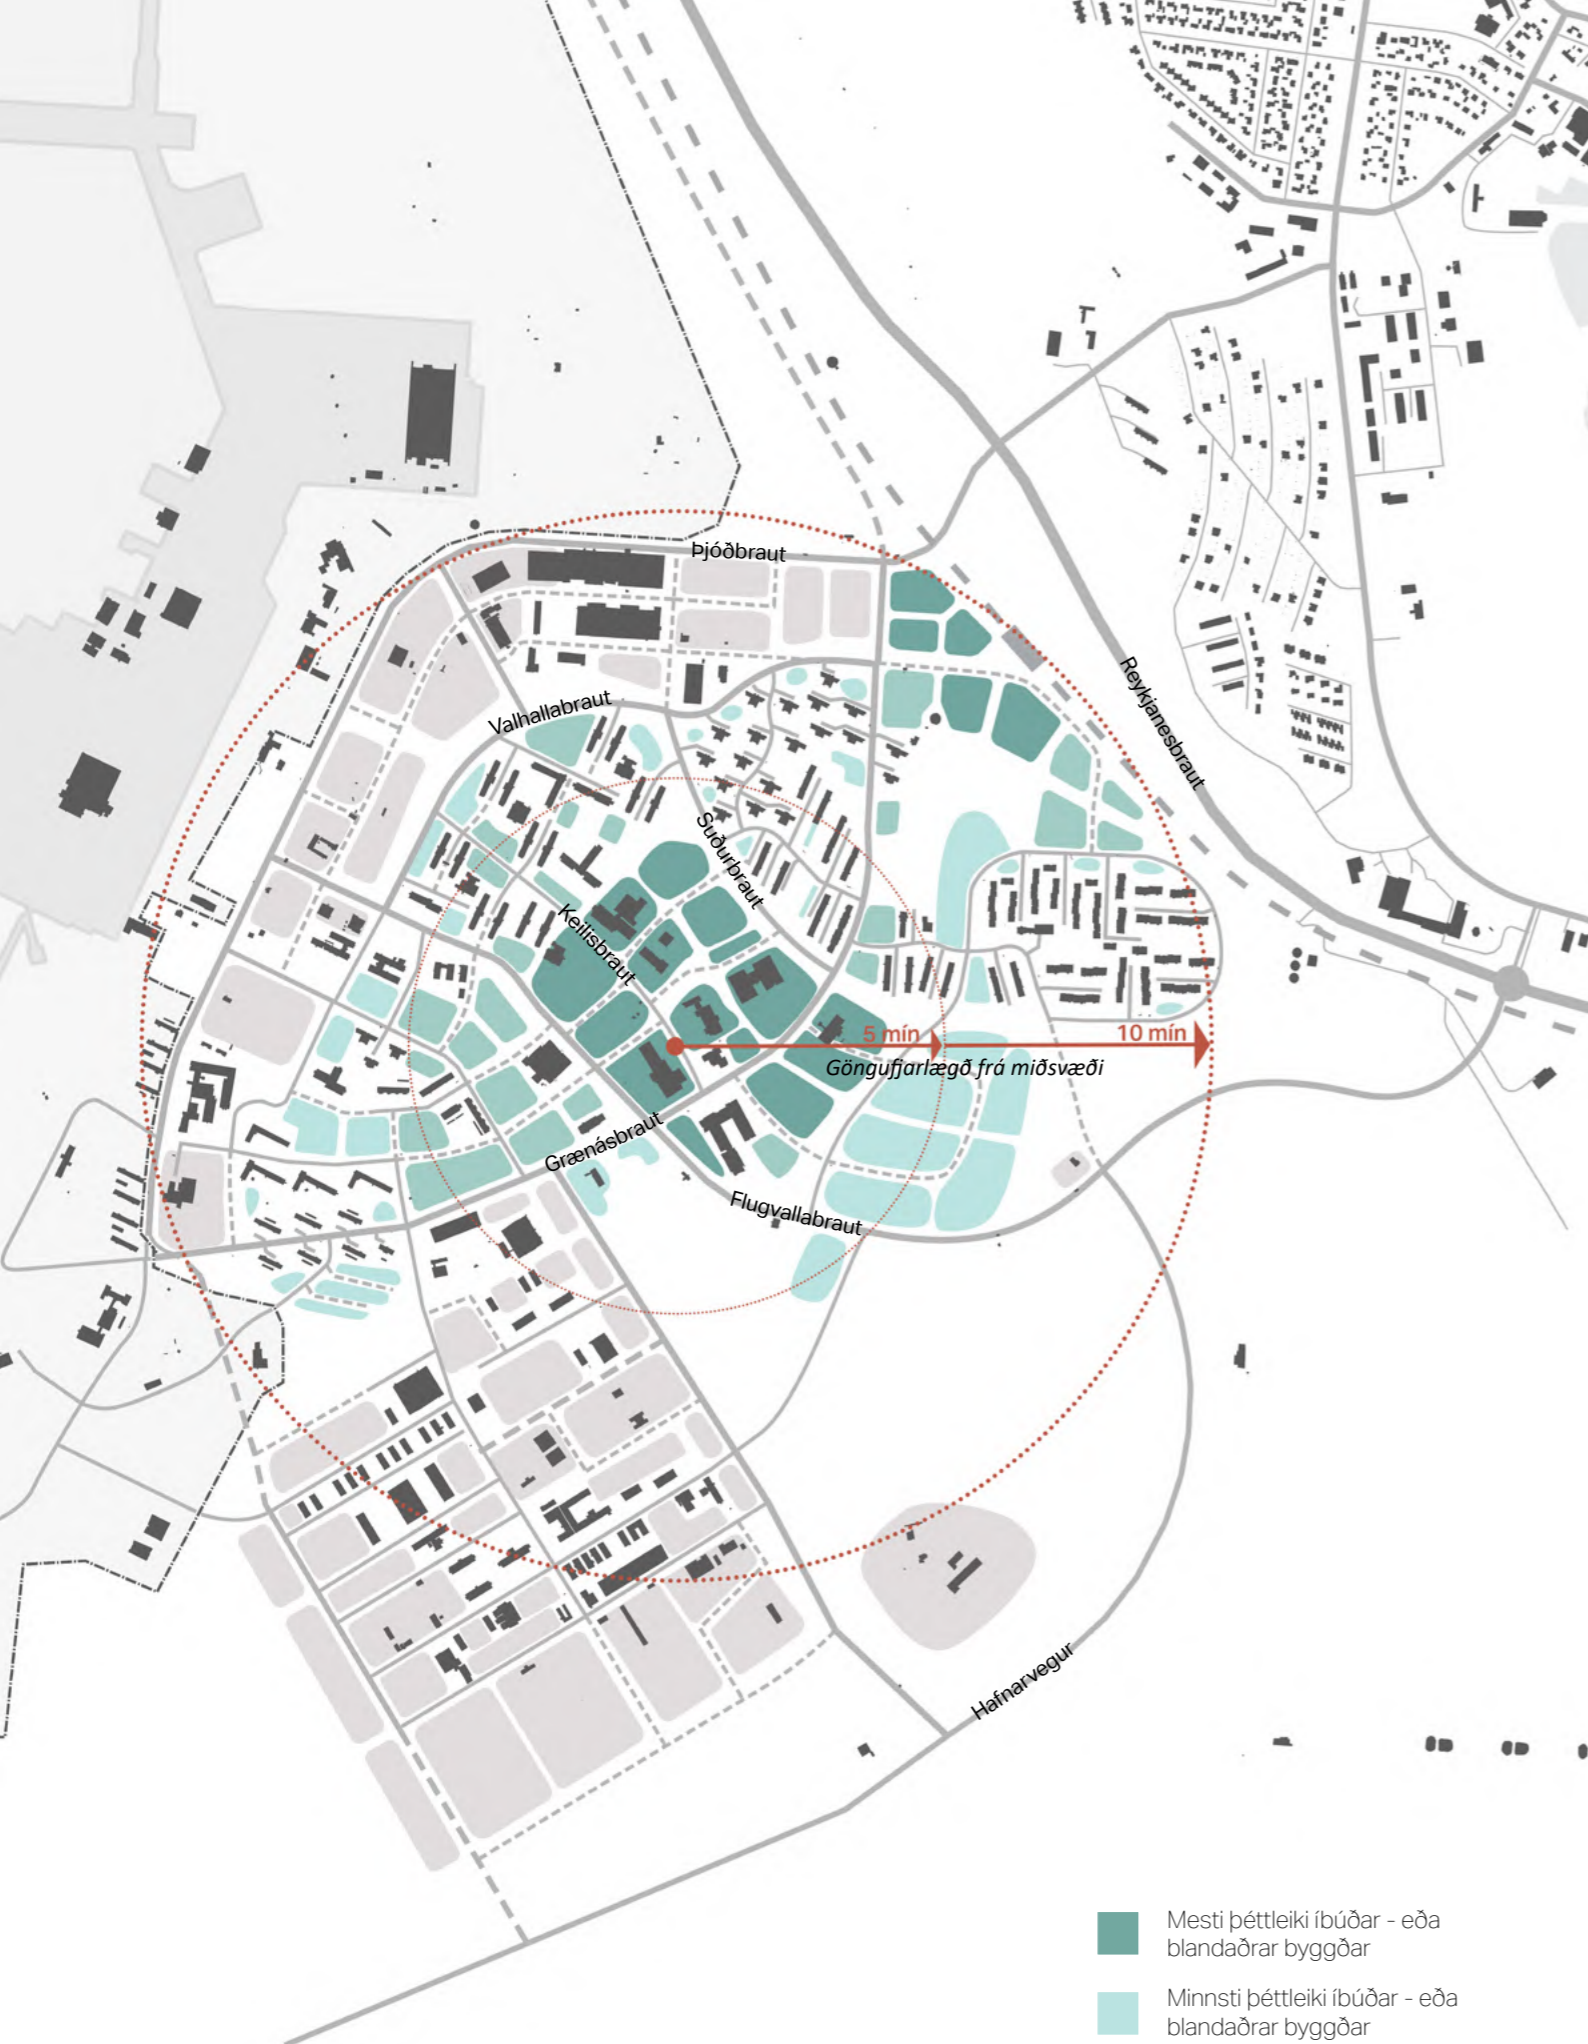 Þjóðbraut
Valhallabraut
Reykjanesbraut
Suðurbraut
Keilisbraut
5 mín
10 mín
Göngufjarlægð frá miðsvæði
Grænásbraut
Flugvallabraut
Hafnarvegur
Mesti þéttleiki íbúðar - eða
blandaðrar byggðar
Minnsti þéttleiki íbúðar - eða
blandaðrar byggðar